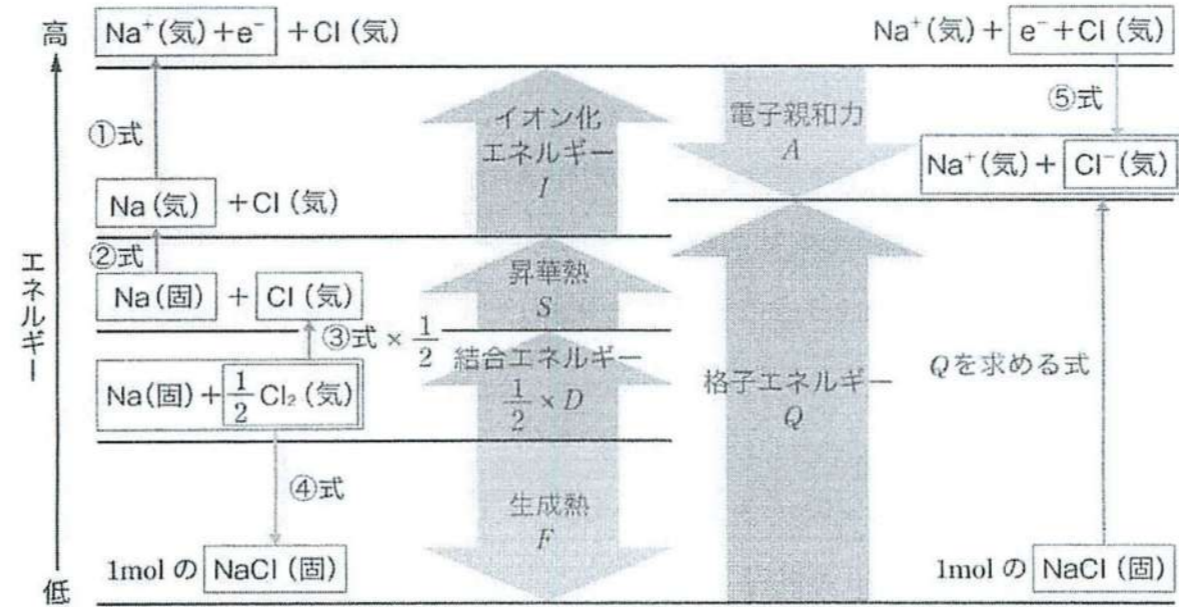 高
Na⁺(気)+e⁻ +Cl(気)
Na⁺(気)+ e⁻+Cl(気)
①式
イオン化
エネルギー
I
電子親和力
A
⑤式
Na⁺(気)+ Cl⁻(気)
Na(気) +Cl(気)
②式
エネルギー
昇華熱
S
Na(固) + Cl(気)
③式 × 1/2
結合エネルギー
1/2 × D
Na(固)+ 1/2 Cl₂(気)
格子エネルギー
Q
Qを求める式
④式
生成熱
F
1molの NaCl(固)
1molの NaCl(固)
低